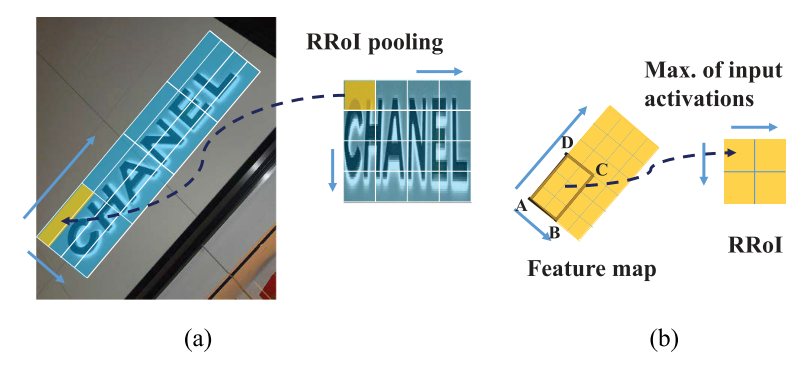 RRoI pooling
CHANEL
CHANEL
(a)
Max. of input
activations
D
C
A
B
Feature map
RRoI
(b)